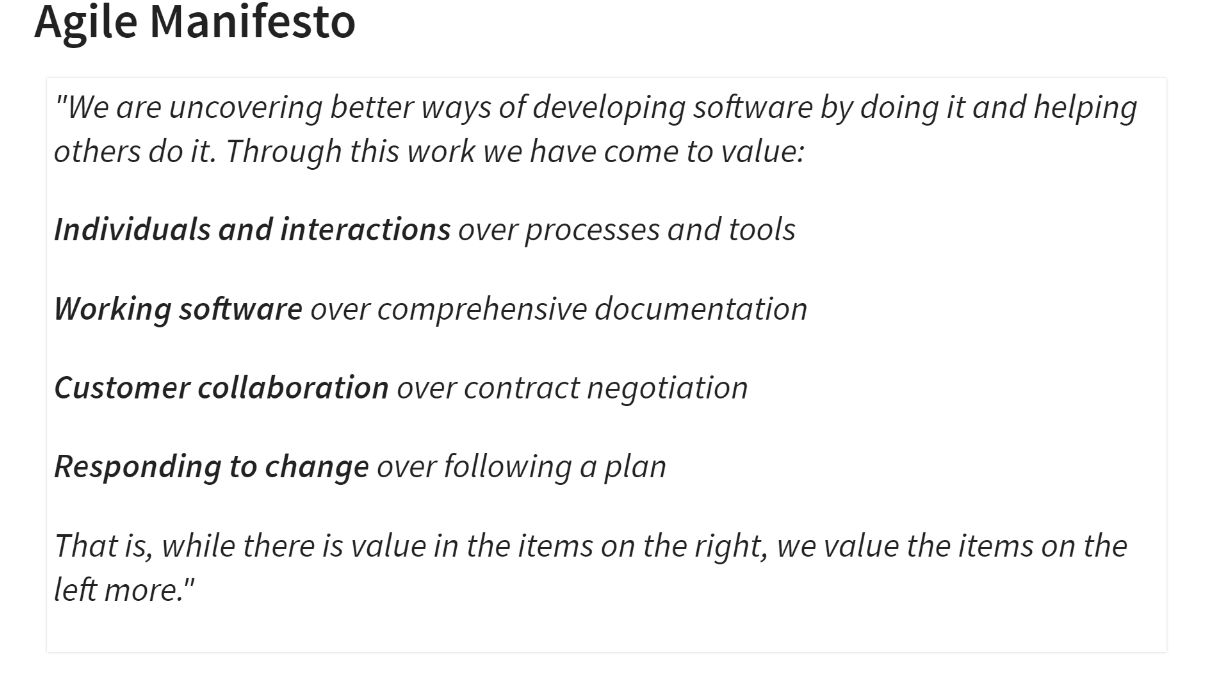 Agile Manifesto
"We are uncovering better ways of developing software by doing it and helping
others do it. Through this work we have come to value:
Individuals and interactions over processes and tools
Working software over comprehensive documentation
Customer collaboration over contract negotiation
Responding to change over following a plan
That is, while there is value in the items on the right, we value the items on the
left more."